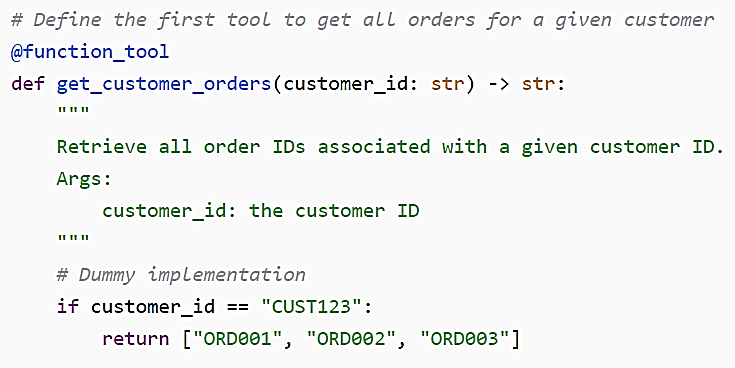 # Define the first tool to get all orders for a given customer
@function_tool
def get_customer_orders(customer_id: str) -> str:
    """
    Retrieve all order IDs associated with a given customer ID.
    Args:
        customer_id: the customer ID
    """
    # Dummy implementation
    if customer_id == "CUST123":
        return ["ORD001", "ORD002", "ORD003"]